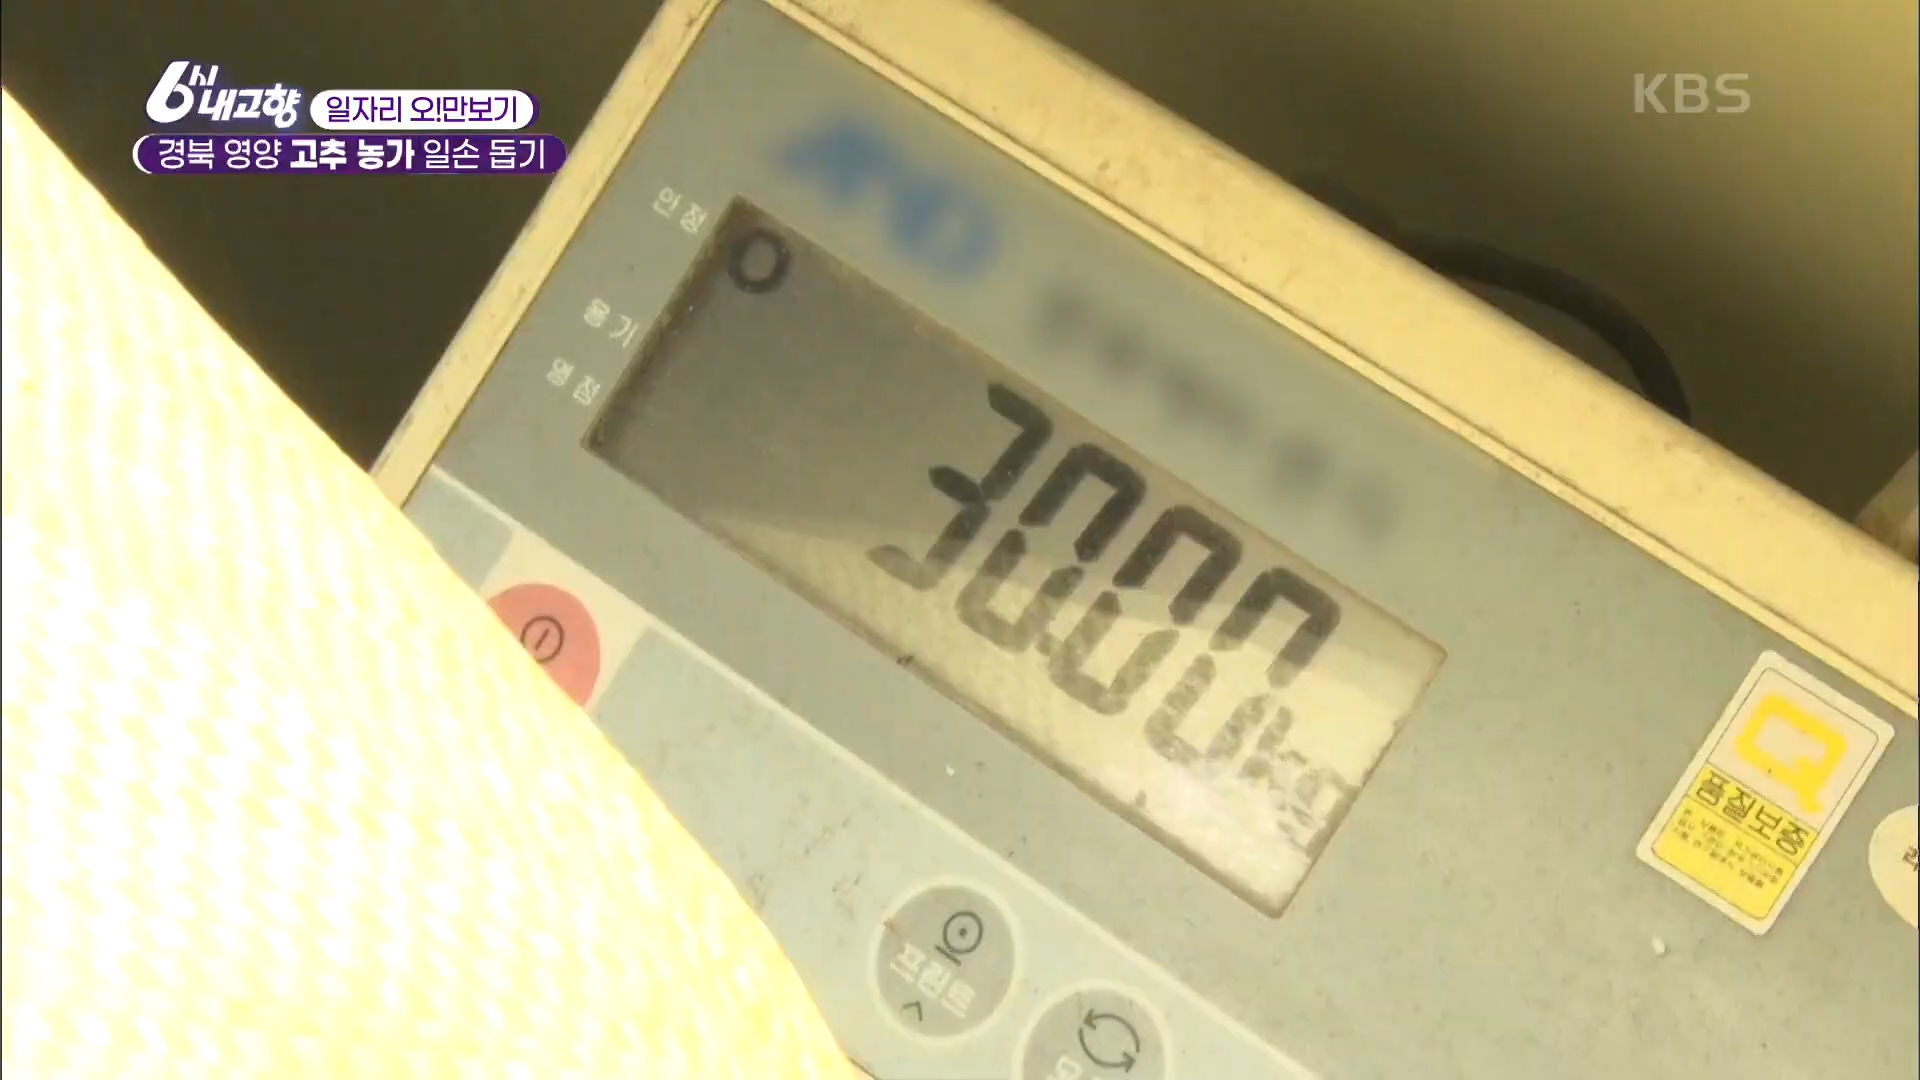 6시 내고향 일자리 오!만보기
경북 영양 고추 농가 일손 돕기
KBS
안정
용기
영점
30.00 kg
프린트
Q
품질보증